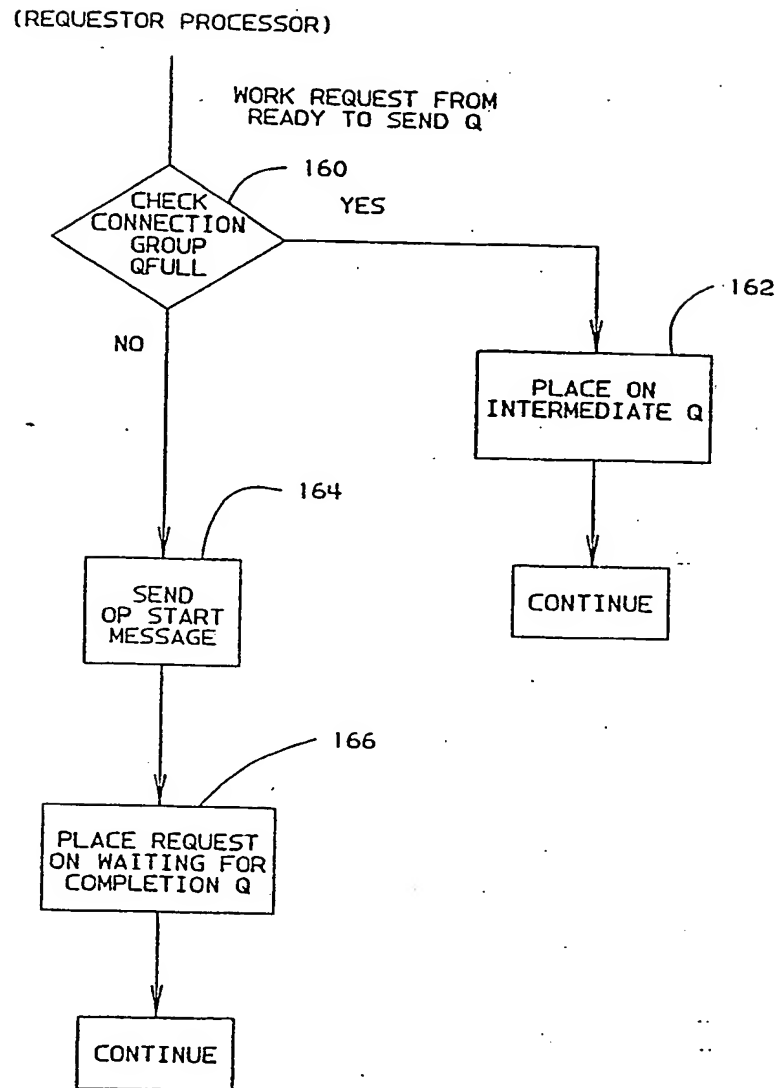 (REQUESTOR PROCESSOR)
WORK REQUEST FROM
READY TO SEND Q
160
CHECK
CONNECTION
GROUP
QFULL
YES
NO
162
PLACE ON
INTERMEDIATE Q
164
SEND
OP START
MESSAGE
CONTINUE
166
PLACE REQUEST
ON WAITING FOR
COMPLETION Q
CONTINUE